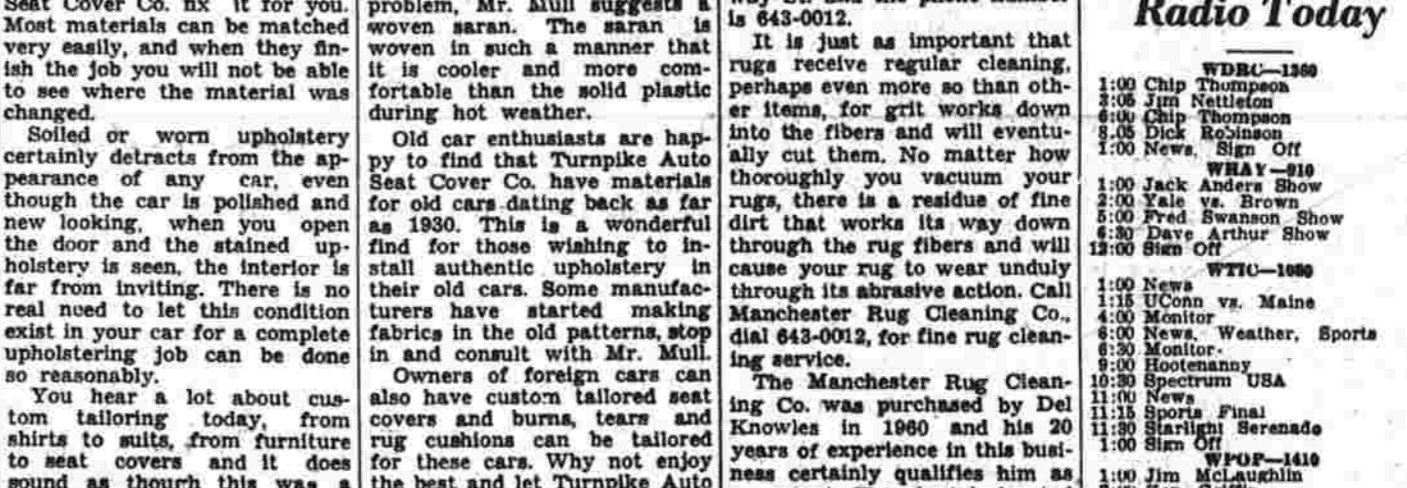 Seat Cover Co. fix it for you.
Most materials can be matched
very easily, and when they fin-
ish the job you will not be able
to see where the material was
changed.
Soiled or worn upholstery
certainly detracts from the ap-
pearance of any car, even
though the car is polished and
new looking, when you open
the door and the stained up-
holstery is seen, the interior is
far from inviting. There is no
real need to let this condition
exist in your car for a complete
upholstering job can be done
so reasonably.
You hear a lot about cus-
tom tailoring today, from
shirts to suits, from furniture
to seat covers and it does
sound as though this was a
problem, Mr. Mull suggests a
woven saran. The saran is
woven in such a manner that
it is cooler and more com-
fortable than the solid plastic
during hot weather.
Old car enthusiasts are hap-
py to find that Turnpike Auto
Seat Cover Co. have materials
for old cars dating back as far
as 1930. This is a wonderful
find for those wishing to in-
stall authentic upholstery in
their old cars. Some manufac-
turers have started making
fabrics in the old patterns, stop
in and consult with Mr. Mull.
Owners of foreign cars can
also have custom tailored seat
covers and burns, tears and
rug cushions can be tailored
for these cars. Why not enjoy
the best and let Turnpike Auto
is 643-0012.
It is just as important that
rugs receive regular cleaning,
perhaps even more so than oth-
er items, for grit works down
into the fibers and will eventu-
ally cut them. No matter how
thoroughly you vacuum your
rugs, there is a residue of fine
dirt that works its way down
through the rug fibers and will
cause your rug to wear unduly
through its abrasive action. Call
Manchester Rug Cleaning Co.,
dial 643-0012, for fine rug clean-
ing service.
The Manchester Rug Clean-
ing Co. was purchased by Del
Knowles in 1960 and his 20
years of experience in this busi-
ness certainly qualifies him as
Radio Today
WDRC—1360
1:00 Chip Thompson
3:05 Jim Nettleton
6:00 Chip Thompson
8.05 Dick Robinson
1:00 News, Sign Off
WHAY—910
1:00 Jack Anders Show
2:00 Yale vs. Brown
5:00 Fred Swanson Show
6:30 Dave Arthur Show
12:00 Sign Off
WTIC—1080
1:00 News
1:15 UConn vs. Maine
4:00 Monitor
6:00 News, Weather, Sports
6:30 Monitor
9:00 Hootenanny
10:30 Spectrum USA
11:00 News
11:15 Sports Final
11:30 Starlight Serenade
1:00 Sign Off
WPOP—1410
1:00 Jim McLaughlin